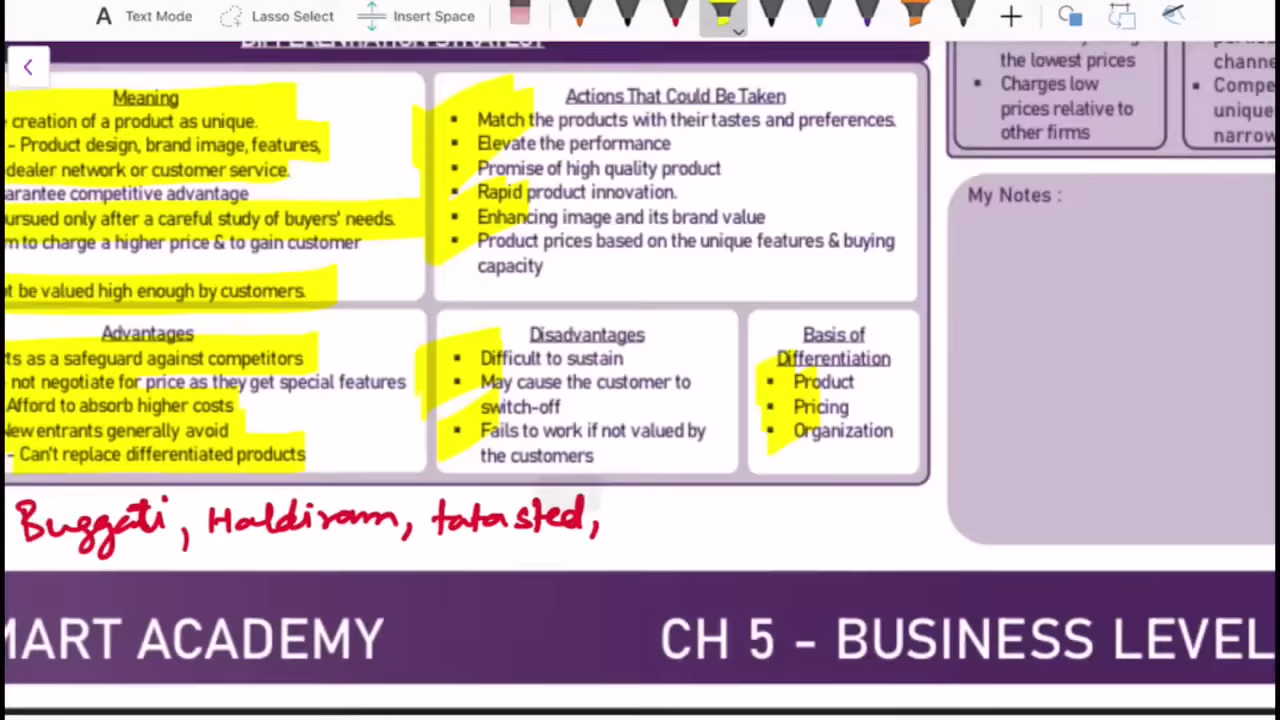 Text Mode
Lasso Select
Insert Space
DIFFERENTIATION STRATEGY
Meaning
creation of a product as unique.
- Product design, brand image, features,
dealer network or customer service.
arantee competitive advantage
ursued only after a careful study of buyers' needs.
m to charge a higher price & to gain customer
t be valued high enough by customers.
Actions That Could Be Taken
▪ Match the products with their tastes and preferences.
▪ Elevate the performance
▪ Promise of high quality product
▪ Rapid product innovation.
▪ Enhancing image and its brand value
▪ Product prices based on the unique features & buying
capacity
Advantages
ts as a safeguard against competitors
not negotiate for price as they get special features
Afford to absorb higher costs
New entrants generally avoid
- Can't replace differentiated products
Disadvantages
▪ Difficult to sustain
▪ May cause the customer to
switch-off
▪ Fails to work if not valued by
the customers
Basis of
Differentiation
▪ Product
▪ Pricing
▪ Organization
the lowest prices
▪ Charges low
prices relative to
other firms
channe
▪ Compe
unique
narrow
My Notes :
Buggati, Haldiram, tata sted,
MART ACADEMY
CH 5 - BUSINESS LEVEL